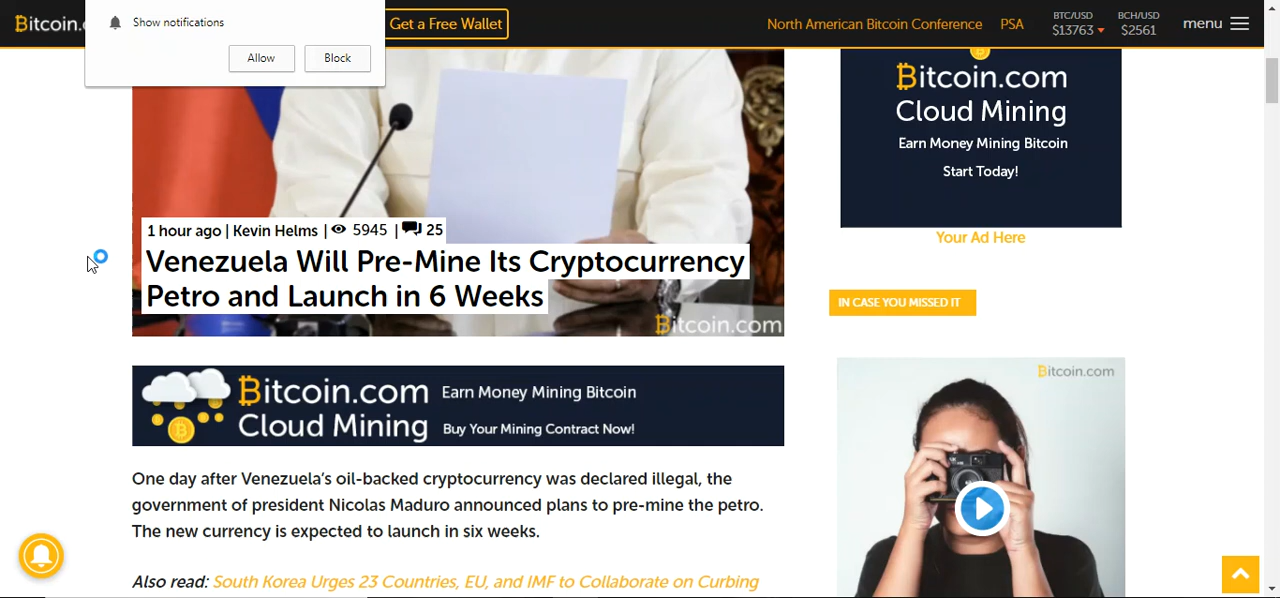 Bitcoin.
Show notifications
Allow
Block
Get a Free Wallet
North American Bitcoin Conference
PSA
BTC/USD
$13763
BCH/USD
$2561
menu
1 hour ago | Kevin Helms | 5945 | 25
Venezuela Will Pre-Mine Its Cryptocurrency
Petro and Launch in 6 Weeks
Bitcoin.com
Bitcoin.com
Cloud Mining
Earn Money Mining Bitcoin
Buy Your Mining Contract Now!
One day after Venezuela’s oil-backed cryptocurrency was declared illegal, the
government of president Nicolas Maduro announced plans to pre-mine the petro.
The new currency is expected to launch in six weeks.
Also read: South Korea Urges 23 Countries, EU, and IMF to Collaborate on Curbing
Bitcoin.com
Cloud Mining
Earn Money Mining Bitcoin
Start Today!
Your Ad Here
IN CASE YOU MISSED IT
Bitcoin.com